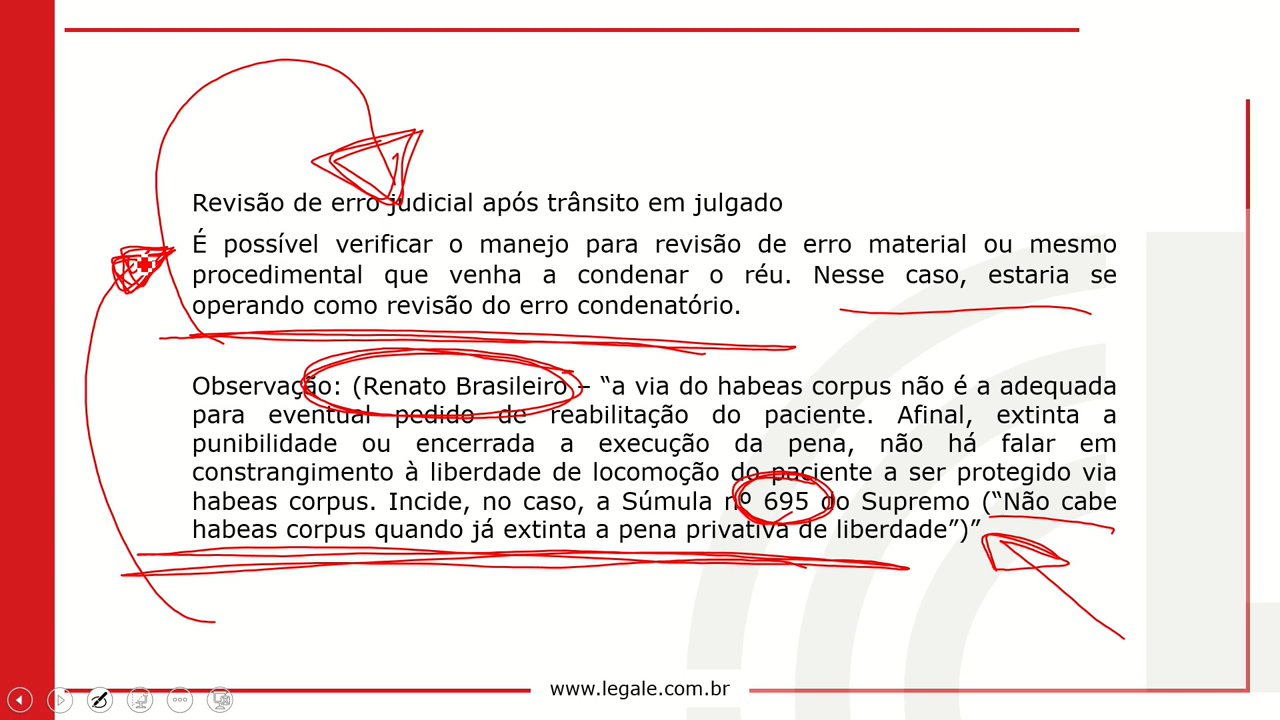 Revisão de erro judicial após trânsito em julgado
É possível verificar o manejo para revisão de erro material ou mesmo
procedimental que venha a condenar o réu. Nesse caso, estaria se
operando como revisão do erro condenatório.
Observação: (Renato Brasileiro – “a via do habeas corpus não é a adequada
para eventual pedido de reabilitação do paciente. Afinal, extinta a
punibilidade ou encerrada a execução da pena, não há falar em
constrangimento à liberdade de locomoção do paciente a ser protegido via
habeas corpus. Incide, no caso, a Súmula nº 695 do Supremo (“Não cabe
habeas corpus quando já extinta a pena privativa de liberdade”)”
www.legale.com.br